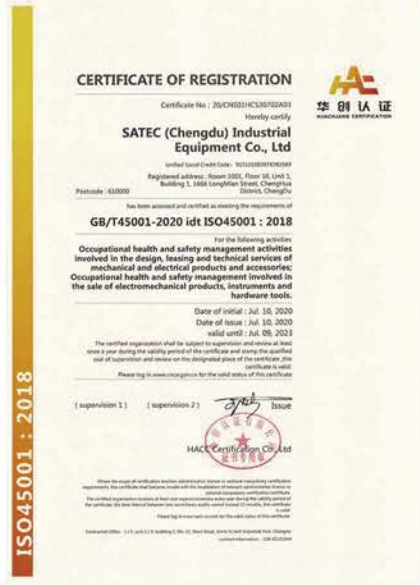 CERTIFICATE OF REGISTRATION
华创认证
HUACHUANG CERTIFICATION
Certificate No : 20/CNS01HCS30702A01
Hereby certify
SATEC (Chengdu) Industrial
Equipment Co., Ltd
Unified Social Credit Code :
Registered address : Room 1001, Floor 10, Unit 1,
Building 1, 1666 LongMian Street, ChengHua
Postcode : 610000 District, ChangDu
has been assessed and certified as meeting the requirements of
GB/T45001-2020 idt ISO45001 : 2018
For the following activities
Occupational health and safety management activities
involved in the design, leasing and technical services of
mechanical and electrical products and accessories;
Occupational health and safety management involved in
the sale of electromechanical products, instruments and
hardware tools.
Date of initial : Jul. 10, 2020
Date of issue : Jul. 10, 2020
valid until : Jul. 09, 2023
The certified organization shall be subject to supervision and review at least
once a year during the validity period of the certificate and stamp the qualified
seal of supervision and review on the designated place of the certificate, this
certificate is valid.
Please log in www.cnca.gov.cn for the valid status of this certificate
( supervision 1 ) ( supervision 2 ) Issue
HACC Certification Co., Ltd
ISO45001 : 2018